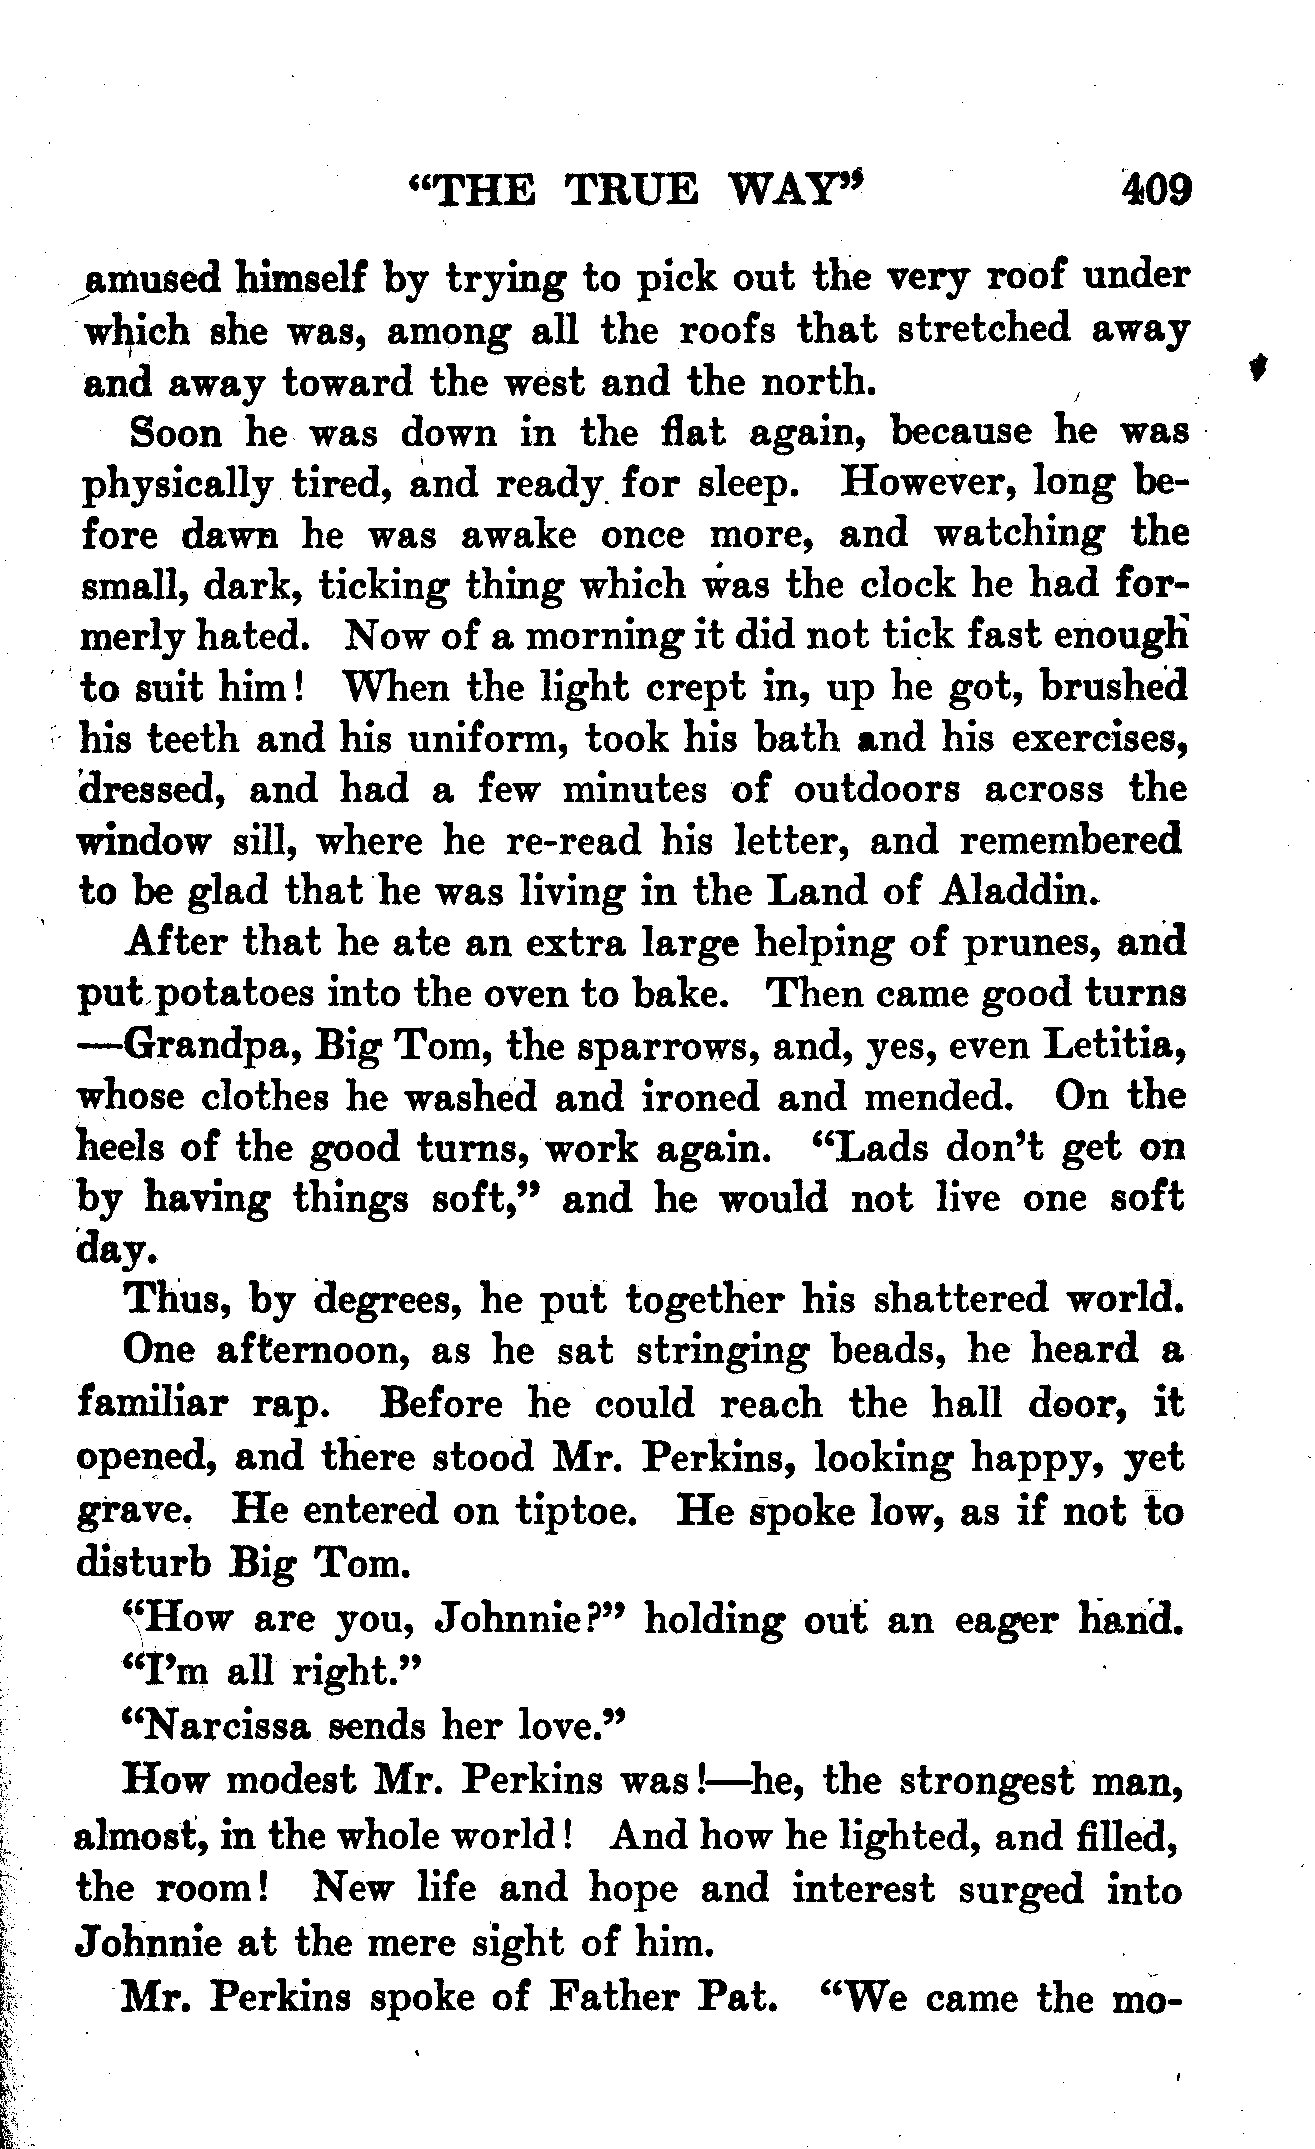 “THE TRUE WAY” 409
amused himself by trying to pick out the very roof under
which she was, among all the roofs that stretched away
and away toward the west and the north.
Soon he was down in the flat again, because he was
physically tired, and ready for sleep. However, long be-
fore dawn he was awake once more, and watching the
small, dark, ticking thing which was the clock he had for-
merly hated. Now of a morning it did not tick fast enough
to suit him! When the light crept in, up he got, brushed
his teeth and his uniform, took his bath and his exercises,
dressed, and had a few minutes of outdoors across the
window sill, where he re-read his letter, and remembered
to be glad that he was living in the Land of Aladdin.
After that he ate an extra large helping of prunes, and
put potatoes into the oven to bake. Then came good turns
—Grandpa, Big Tom, the sparrows, and, yes, even Letitia,
whose clothes he washed and ironed and mended. On the
heels of the good turns, work again. “Lads don’t get on
by having things soft,” and he would not live one soft
day.
Thus, by degrees, he put together his shattered world.
One afternoon, as he sat stringing beads, he heard a
familiar rap. Before he could reach the hall door, it
opened, and there stood Mr. Perkins, looking happy, yet
grave. He entered on tiptoe. He spoke low, as if not to
disturb Big Tom.
“How are you, Johnnie?” holding out an eager hand.
“I’m all right.”
“Narcissa sends her love.”
How modest Mr. Perkins was!—he, the strongest man,
almost, in the whole world! And how he lighted, and filled,
the room! New life and hope and interest surged into
Johnnie at the mere sight of him.
Mr. Perkins spoke of Father Pat. “We came the mo-